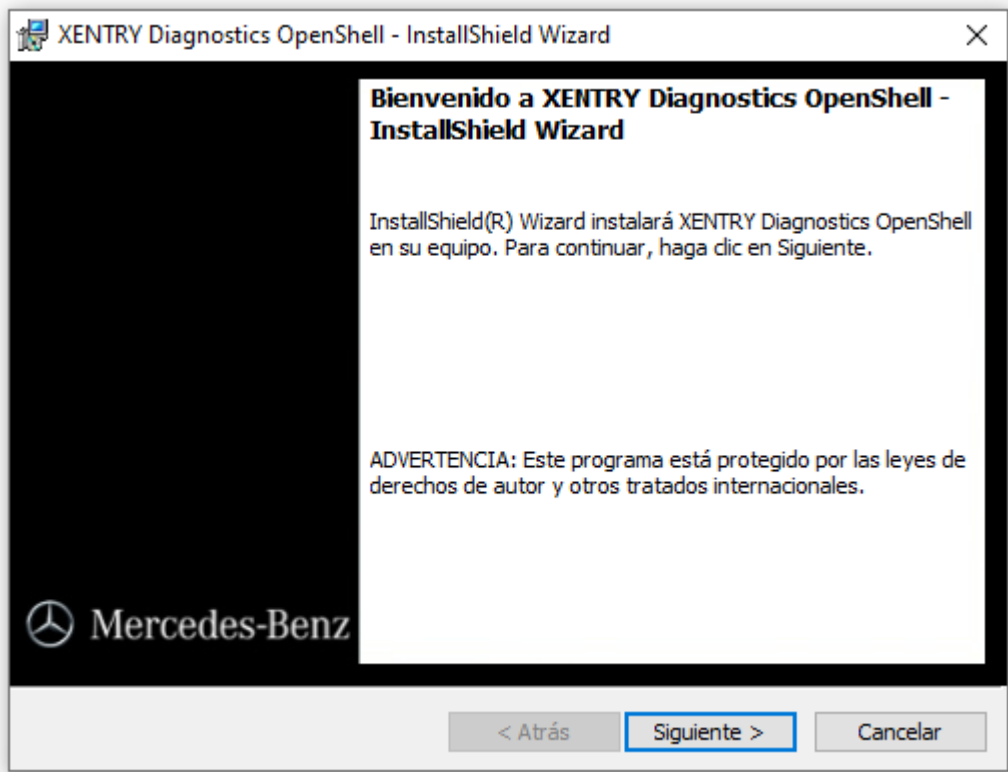 XENTRY Diagnostics OpenShell - InstallShield Wizard
Bienvenido a XENTRY Diagnostics OpenShell -
InstallShield Wizard
InstallShield(R) Wizard instalará XENTRY Diagnostics OpenShell
en su equipo. Para continuar, haga clic en Siguiente.
ADVERTENCIA: Este programa está protegido por las leyes de
derechos de autor y otros tratados internacionales.
Mercedes-Benz
< Atrás
Siguiente >
Cancelar